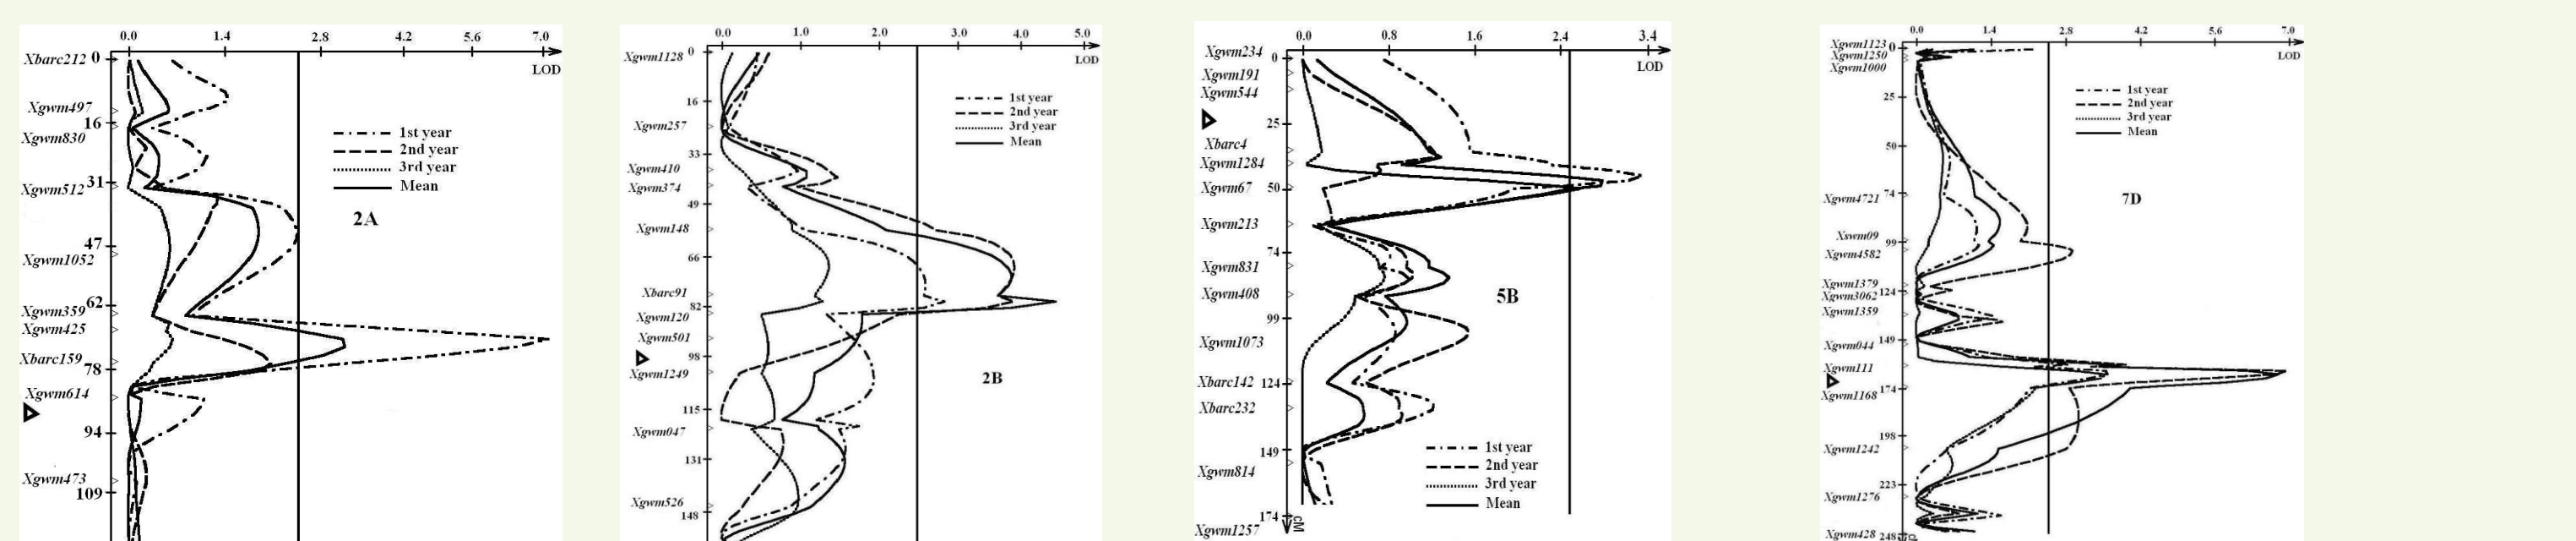 0.0 1.4 2.8 4.2 5.6 7.0
LOD
Xbarc212 0
Xgwm497
16
Xgwm830
31
Xgwm512
47
Xgwm1052
62
Xgwm359
Xgwm425
Xbarc159
78
Xgwm614
94
Xgwm473
109
1st year
2nd year
3rd year
Mean
2A
0.0 1.0 2.0 3.0 4.0 5.0
LOD
0
Xgwm1128
16
Xgwm257
33
Xgwm410
Xgwm374
49
Xgwm148
66
Xbarc91
82
Xgwm120
Xgwm501
98
Xgwm1249
115
Xgwm047
131
Xgwm526
148
1st year
2nd year
3rd year
Mean
2B
0.0 0.8 1.6 2.4 3.4
LOD
Xgwm234
0
Xgwm191
Xgwm544
25
Xbarc4
Xgwm1284
Xgwm67 50
Xgwm213
74
Xgwm831
Xgwm408
99
Xgwm1073
Xbarc142 124
Xbarc232
149
Xgwm814
174
cM
Xgwm1257
5B
1st year
2nd year
3rd year
Mean
0.0 1.4 2.8 4.2 5.6 7.0
LOD
Xgwm1123 0
Xgwm1250
Xgwm1000
25
50
74
Xgwm4721
Xswm09
99
Xgwm4582
Xgwm1379
124
Xgwm3062
Xgwm1359
149
Xgwm044
Xgwm111
174
Xgwm1168
198
Xgwm1242
223
Xgwm1276
Xgwm428 248
1st year
2nd year
3rd year
Mean
7D